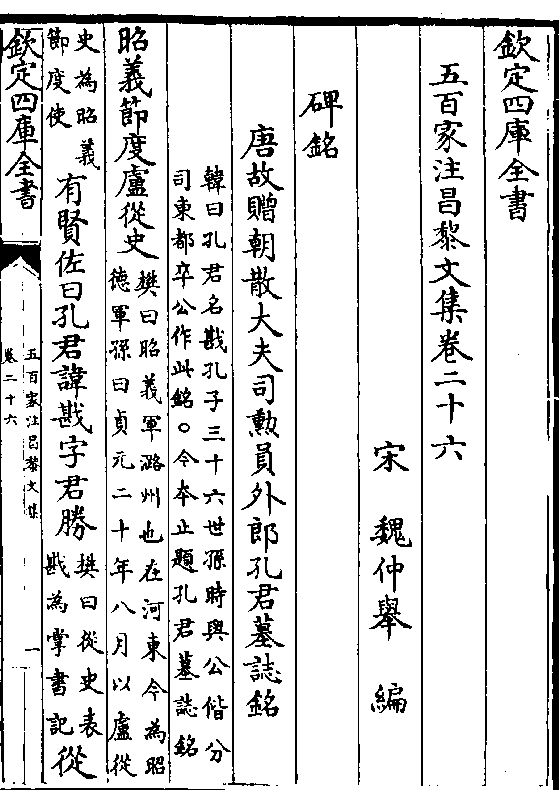 欽定四庫全書
五百家注昌黎文集卷二十六
宋 魏仲舉 編
碑銘
唐故贈朝散大夫司勲員外郎孔君墓誌銘
韓曰孔君名戡孔子三十六世孫時與公偕分
司東都卒公作此銘○今本止題孔君墓誌銘
昭義節度盧從史
樊曰昭義軍潞州也在河東今為昭
德軍孫曰貞元二十年八月以盧從
史為昭義
節度使
有賢佐曰孔君諱戡字君勝
樊曰從史表
戡為掌書記
從
欽定四庫全書
五百家注昌黎文集
卷二十六
一